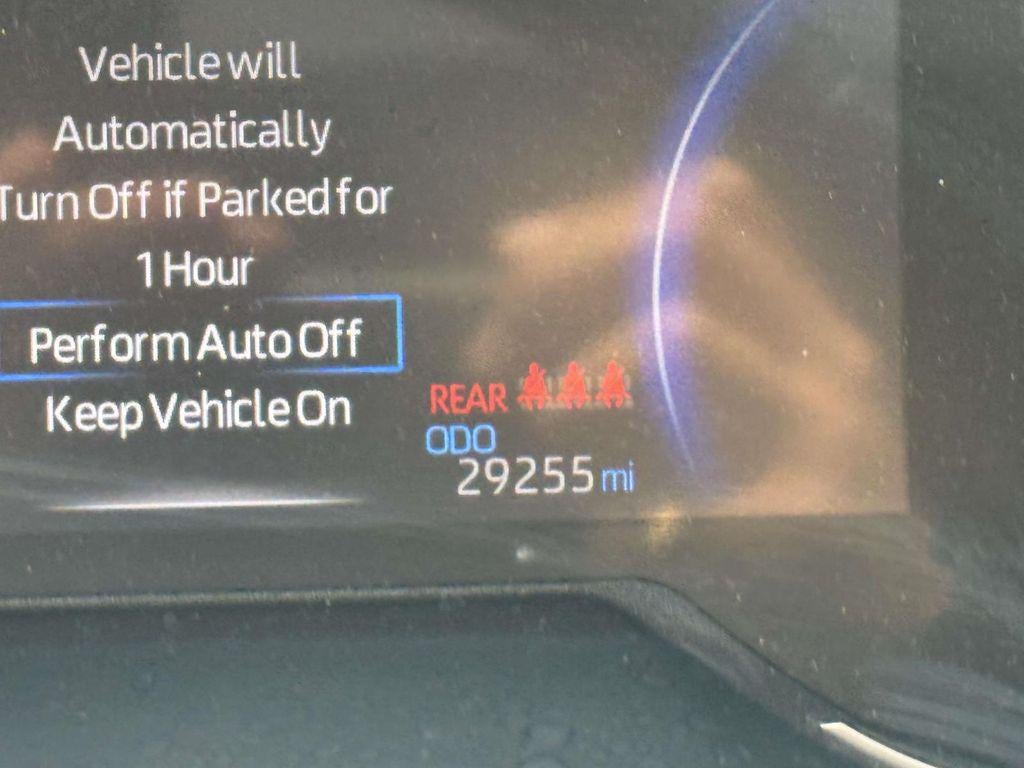 Vehicle will
Automatically
Turn Off if Parked for
1 Hour
Perform Auto Off
Keep Vehicle On
REAR
ODO
29255 mi